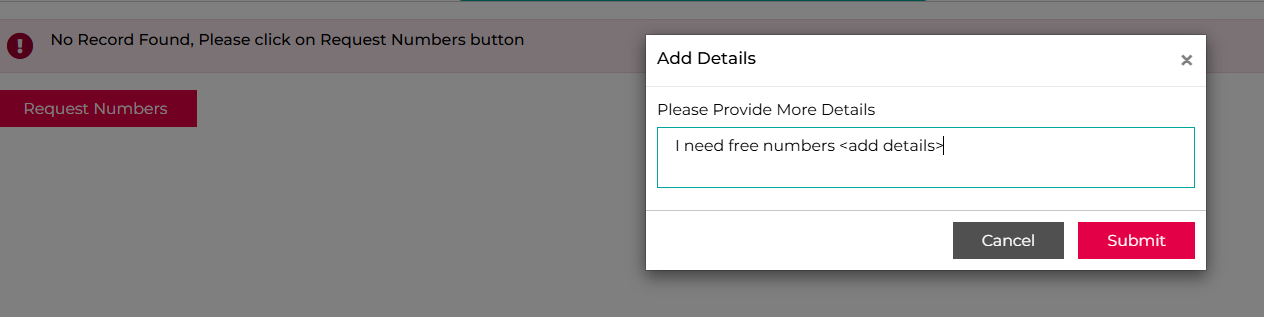 No Record Found, Please click on Request Numbers button
Request Numbers
Add Details
×
Please Provide More Details
I need free numbers <add details>
Cancel
Submit